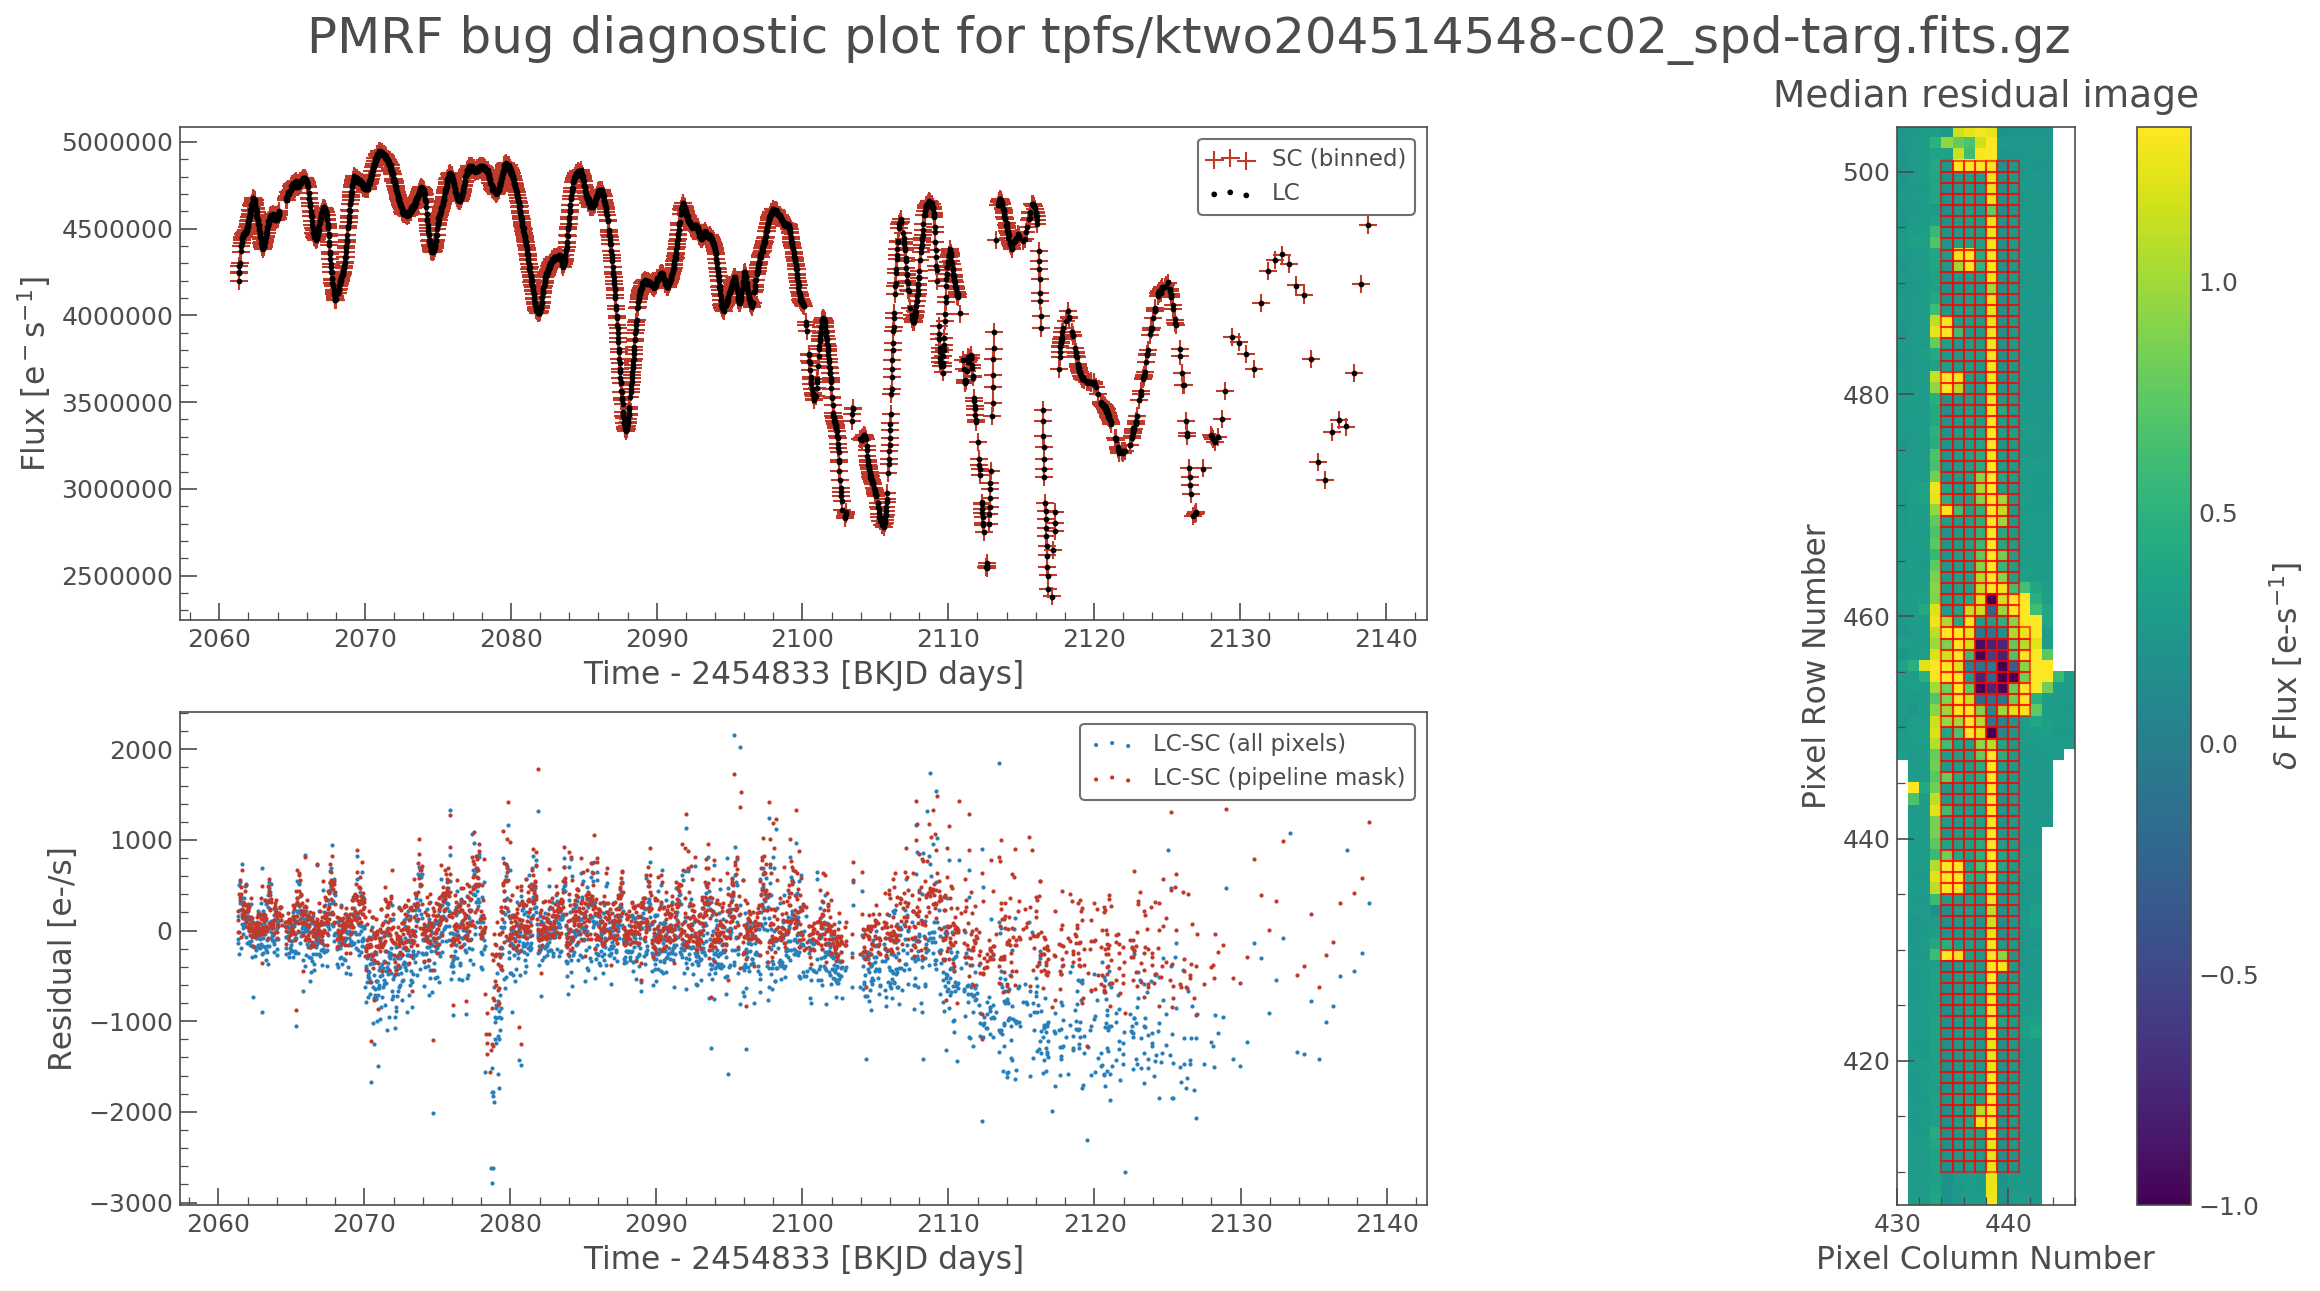 PMRF bug diagnostic plot for tpfs/ktwo204514548-c02_spd-targ.fits.gz
5000000
4500000
4000000
3500000
3000000
2500000
Flux [e⁻ s⁻¹]
SC (binned)
LC
2060 2070 2080 2090 2100 2110 2120 2130 2140
Time - 2454833 [BKJD days]
2000
1000
0
−1000
−2000
−3000
Residual [e-/s]
LC-SC (all pixels)
LC-SC (pipeline mask)
2060 2070 2080 2090 2100 2110 2120 2130 2140
Time - 2454833 [BKJD days]
Median residual image
500
480
460
440
420
Pixel Row Number
430 440
Pixel Column Number
1.0
0.5
0.0
−0.5
−1.0
δ Flux [e-s⁻¹]